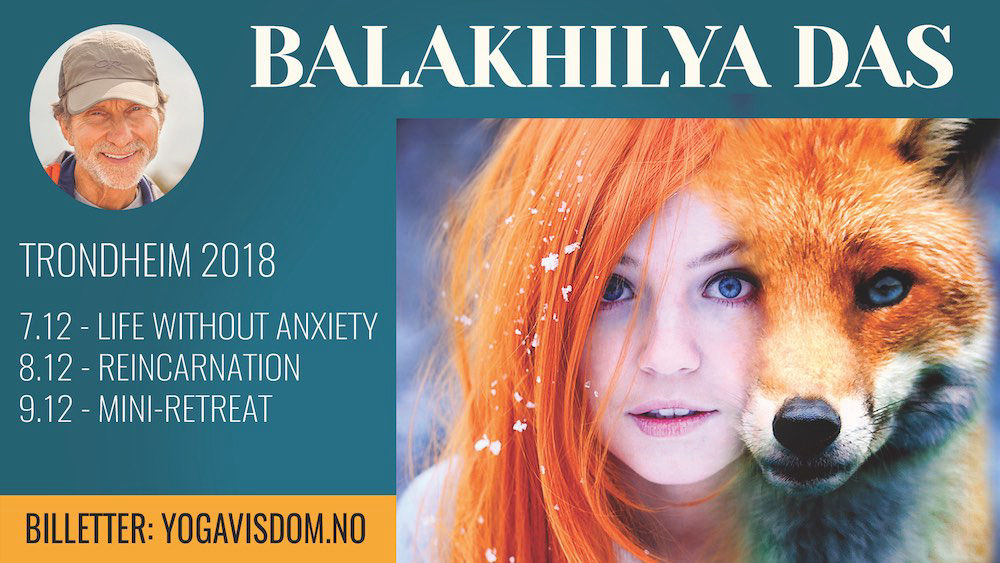 BALAKHILYA DAS
TRONDHEIM 2018
7.12 - LIFE WITHOUT ANXIETY
8.12 - REINCARNATION
9.12 - MINI-RETREAT
BILLETTER: YOGAVISDOM.NO